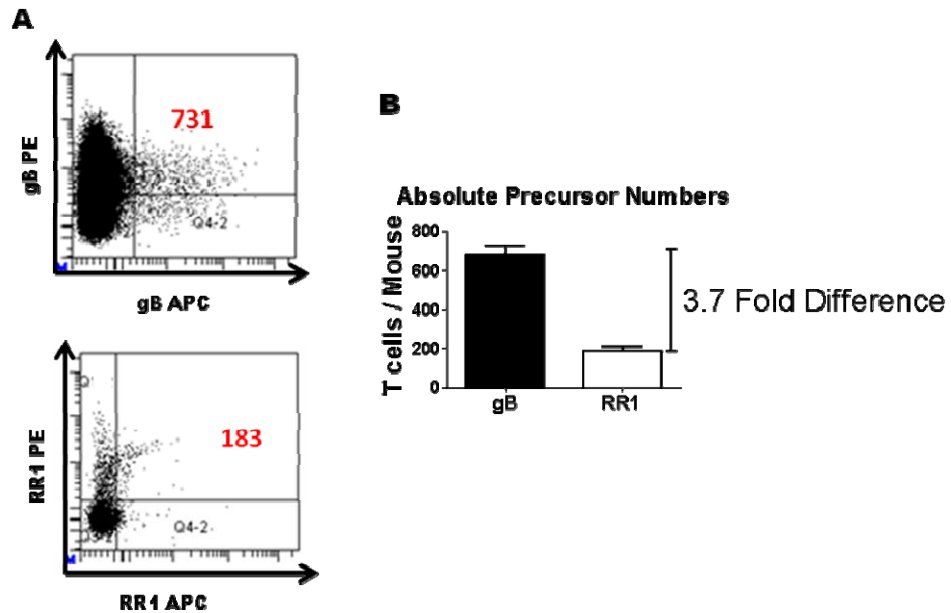 A
gB PE
731
Q4-2
gB APC
RR1 PE
183
Q4-2
RR1 APC
B
Absolute Precursor Numbers
T cells / Mouse
800
600
400
200
0
gB
RR1
3.7 Fold Difference